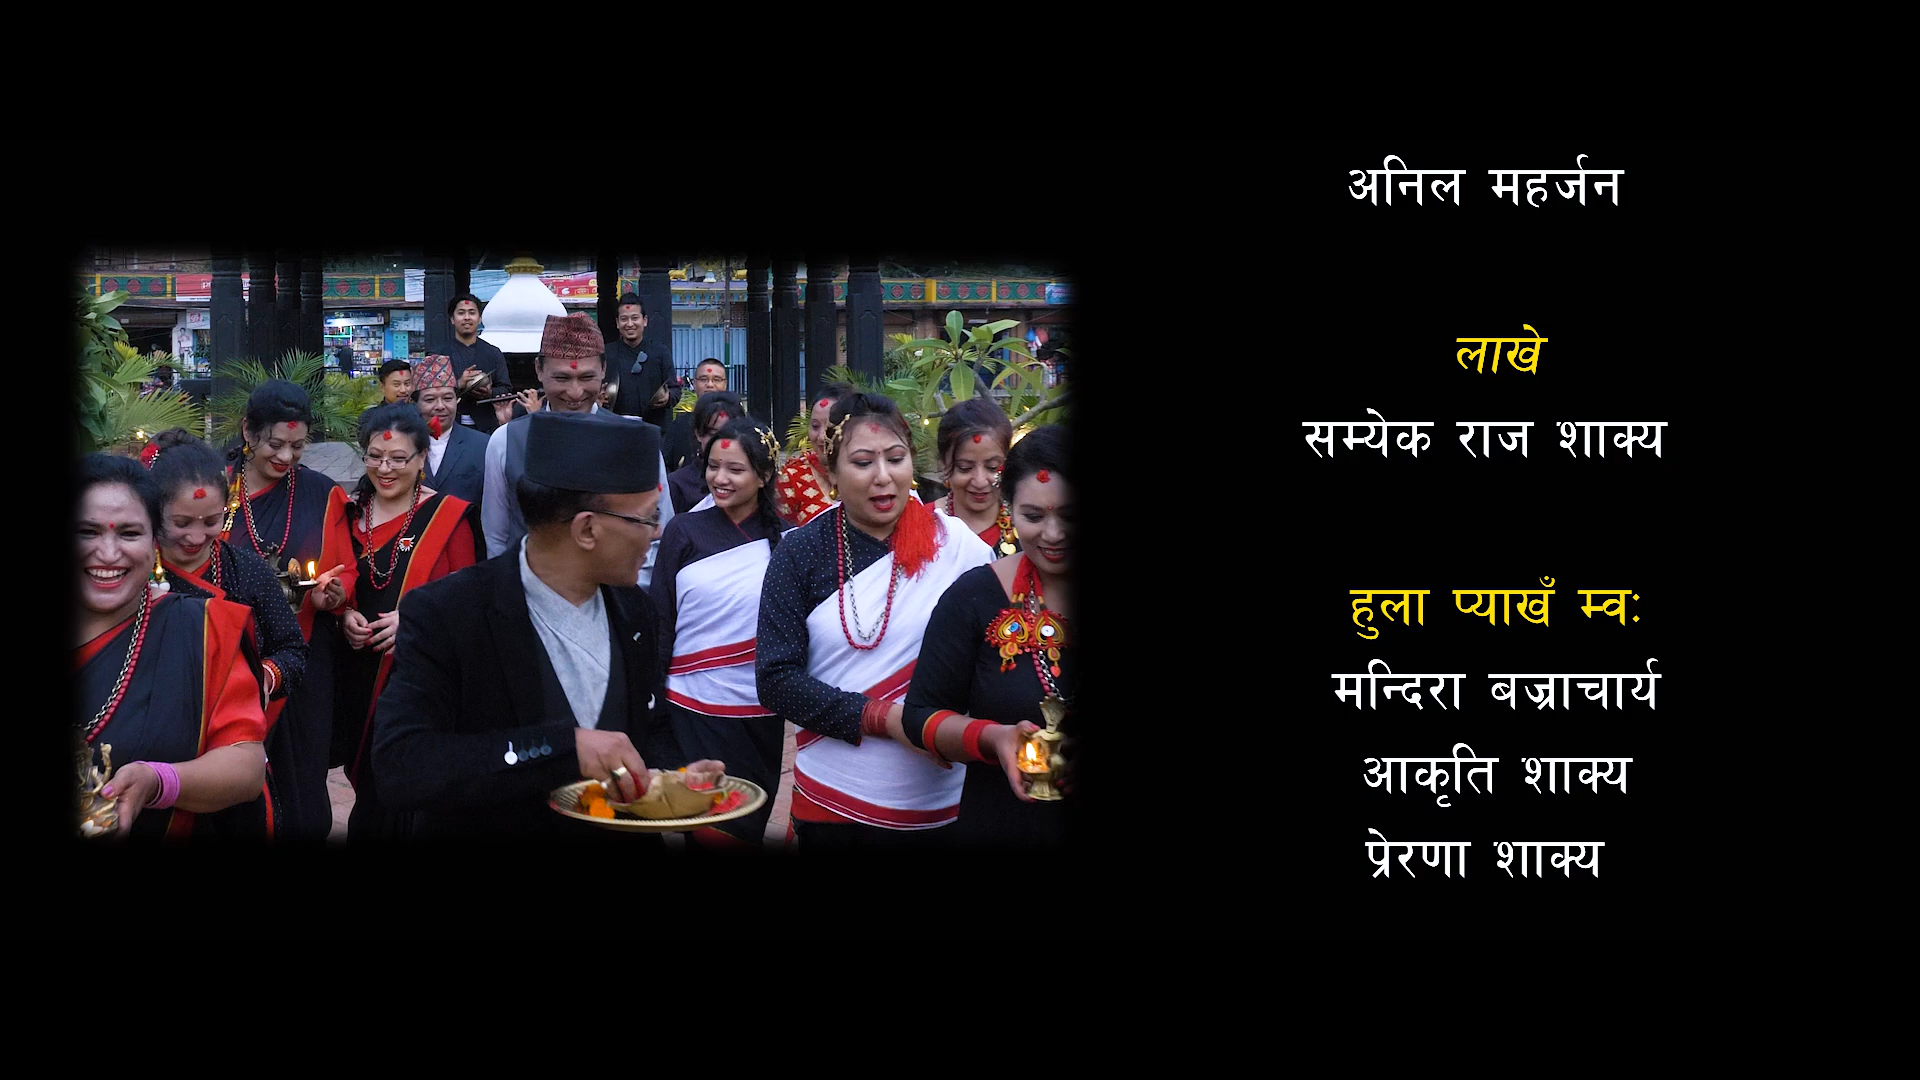 अनिल महर्जन
लाखे
सम्येक राज शाक्य
हुला प्याखँ म्वः
मन्दिरा बज्राचार्य
आकृति शाक्य
प्रेरणा शाक्य